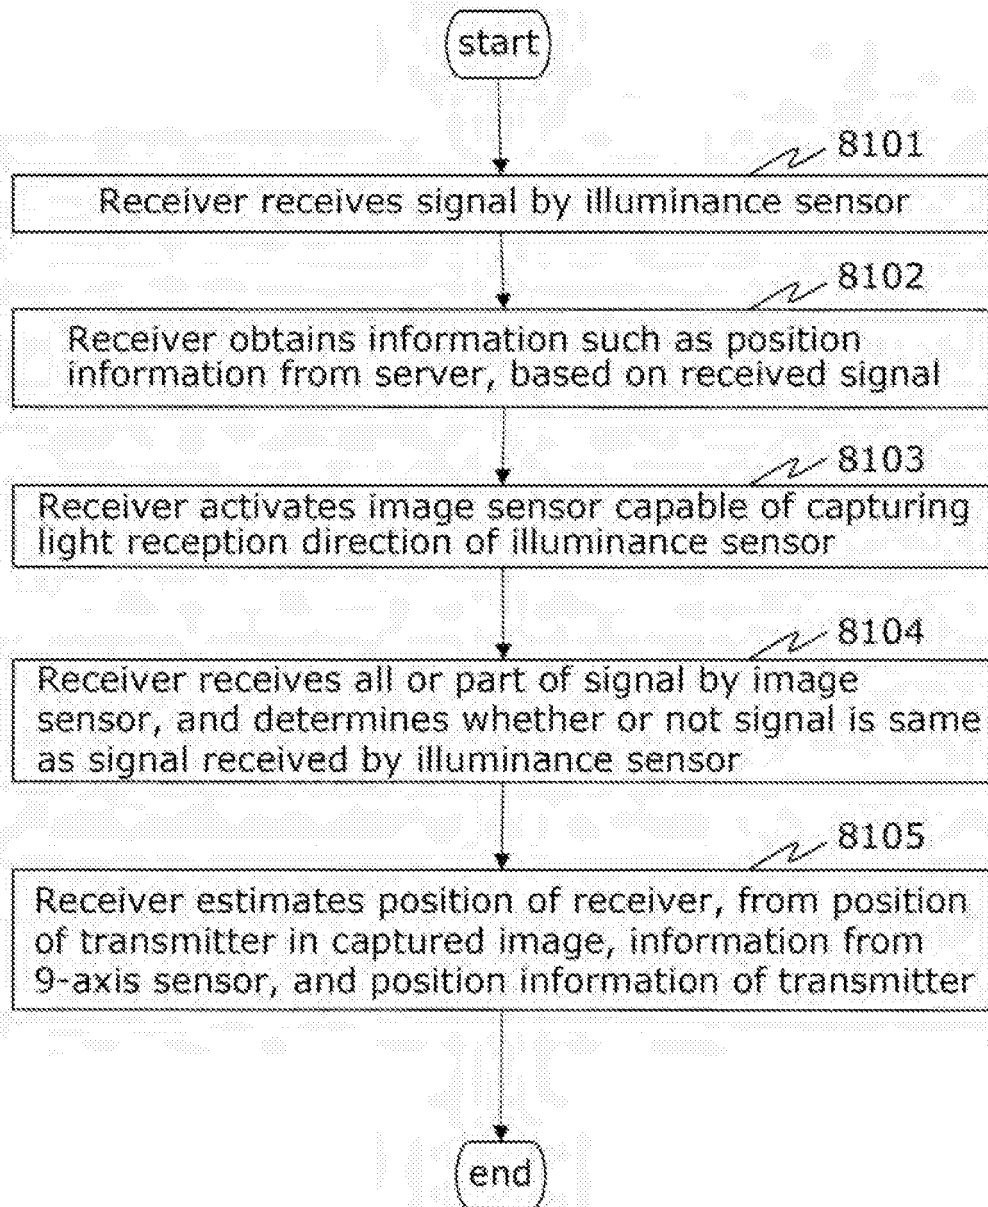 start
8101
Receiver receives signal by illuminance sensor
8102
Receiver obtains information such as position
information from server, based on received signal
8103
Receiver activates image sensor capable of capturing
light reception direction of illuminance sensor
8104
Receiver receives all or part of signal by image
sensor, and determines whether or not signal is same
as signal received by illuminance sensor
8105
Receiver estimates position of receiver, from position
of transmitter in captured image, information from
9-axis sensor, and position information of transmitter
end